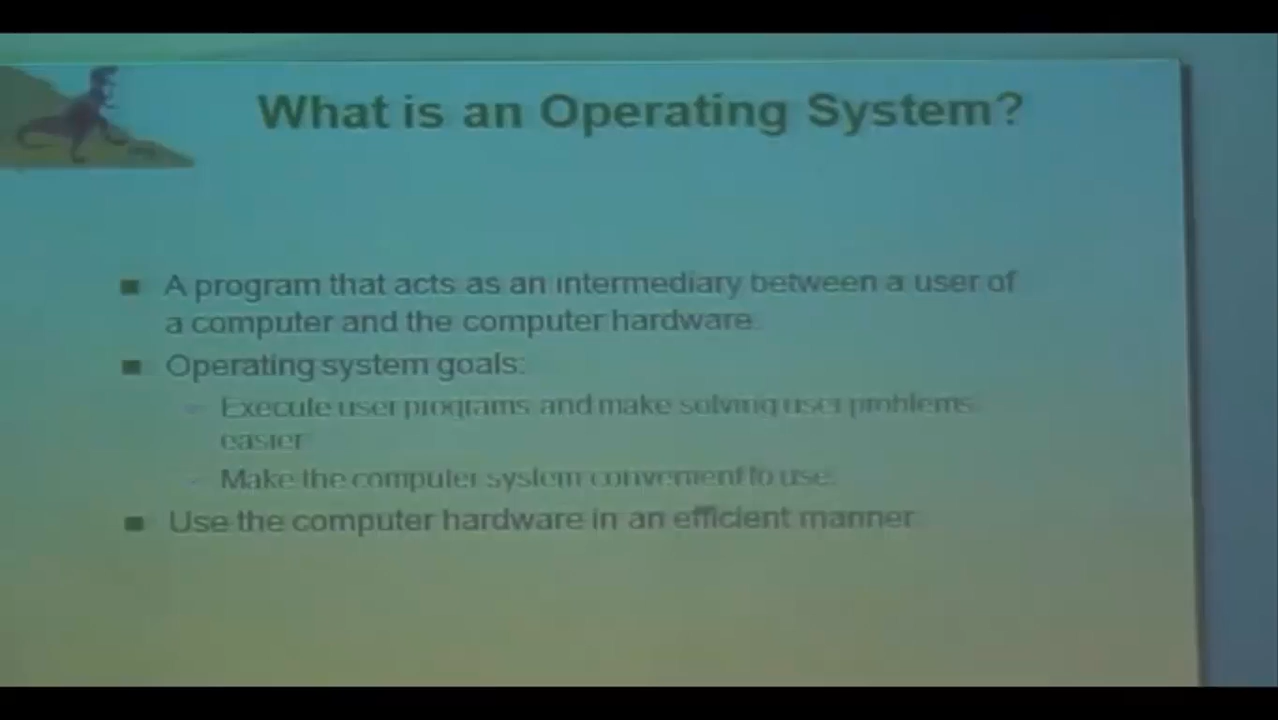 What is an Operating System?
A program that acts as an intermediary between a user of
a computer and the computer hardware.
Operating system goals:
– Execute user programs and make solving user problems
easier
– Make the computer system convenient to use.
Use the computer hardware in an efficient manner.